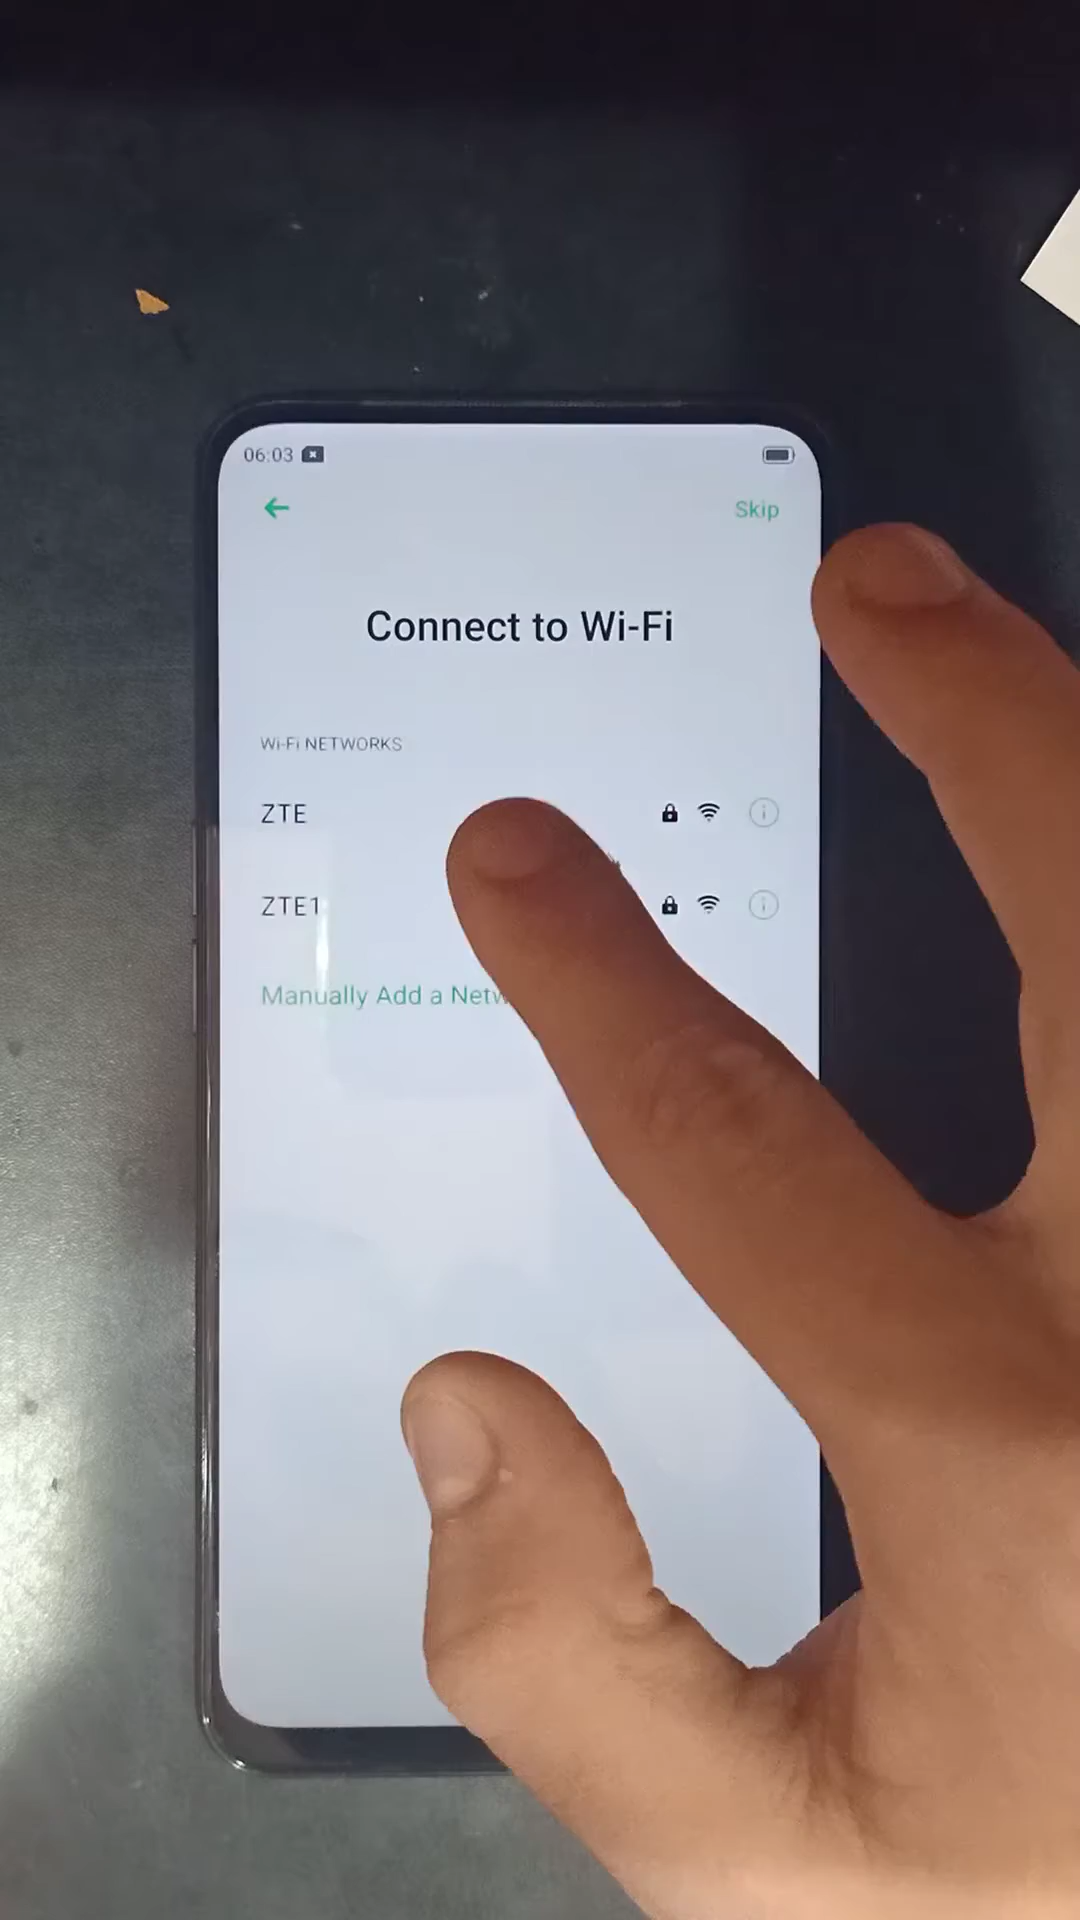 06:03
Skip
Connect to Wi-Fi
Wi-Fi NETWORKS
ZTE
ZTE1
Manually Add a Netw